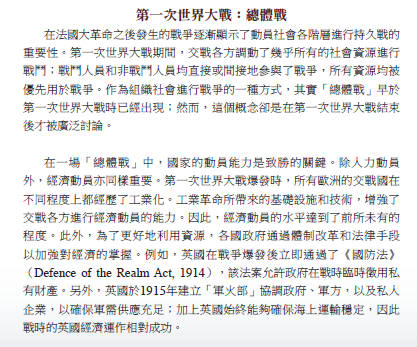 第一次世界大戰：總體戰
在法國大革命之後發生的戰爭逐漸顯示了動員社會各階層進行持久戰的
重要性。第一次世界大戰期間，交戰各方調動了幾乎所有的社會資源進行
戰鬥；戰鬥人員和非戰鬥人員均直接或間接地參與了戰爭，所有資源均被
優先用於戰爭。作為組織社會進行戰爭的一種方式，其實「總體戰」早於
第一次世界大戰時已經出現；然而，這個概念卻是在第一次世界大戰結束
後才被廣泛討論。
在一場「總體戰」中，國家的動員能力是致勝的關鍵。除人力動員
外，經濟動員亦同樣重要。第一次世界大戰爆發時，所有歐洲的交戰國在
不同程度上都經歷了工業化。工業革命所帶來的基礎設施和技術，增強了
交戰各方進行經濟動員的能力。因此，經濟動員的水平達到了前所未有的
程度。此外，為了更好地利用資源，各國政府通過體制改革和法律手段
以加強對經濟的掌握。例如，英國在戰爭爆發後立即通過了《國防法》
（Defence of the Realm Act, 1914），該法案允許政府在戰時臨時徵用私
有財產。另外，英國於1915年建立「軍火部」協調政府、軍方，以及私人
企業，以確保軍需供應充足；加上英國始終能夠確保海上運輸穩定，因此
戰時的英國經濟運作相對成功。